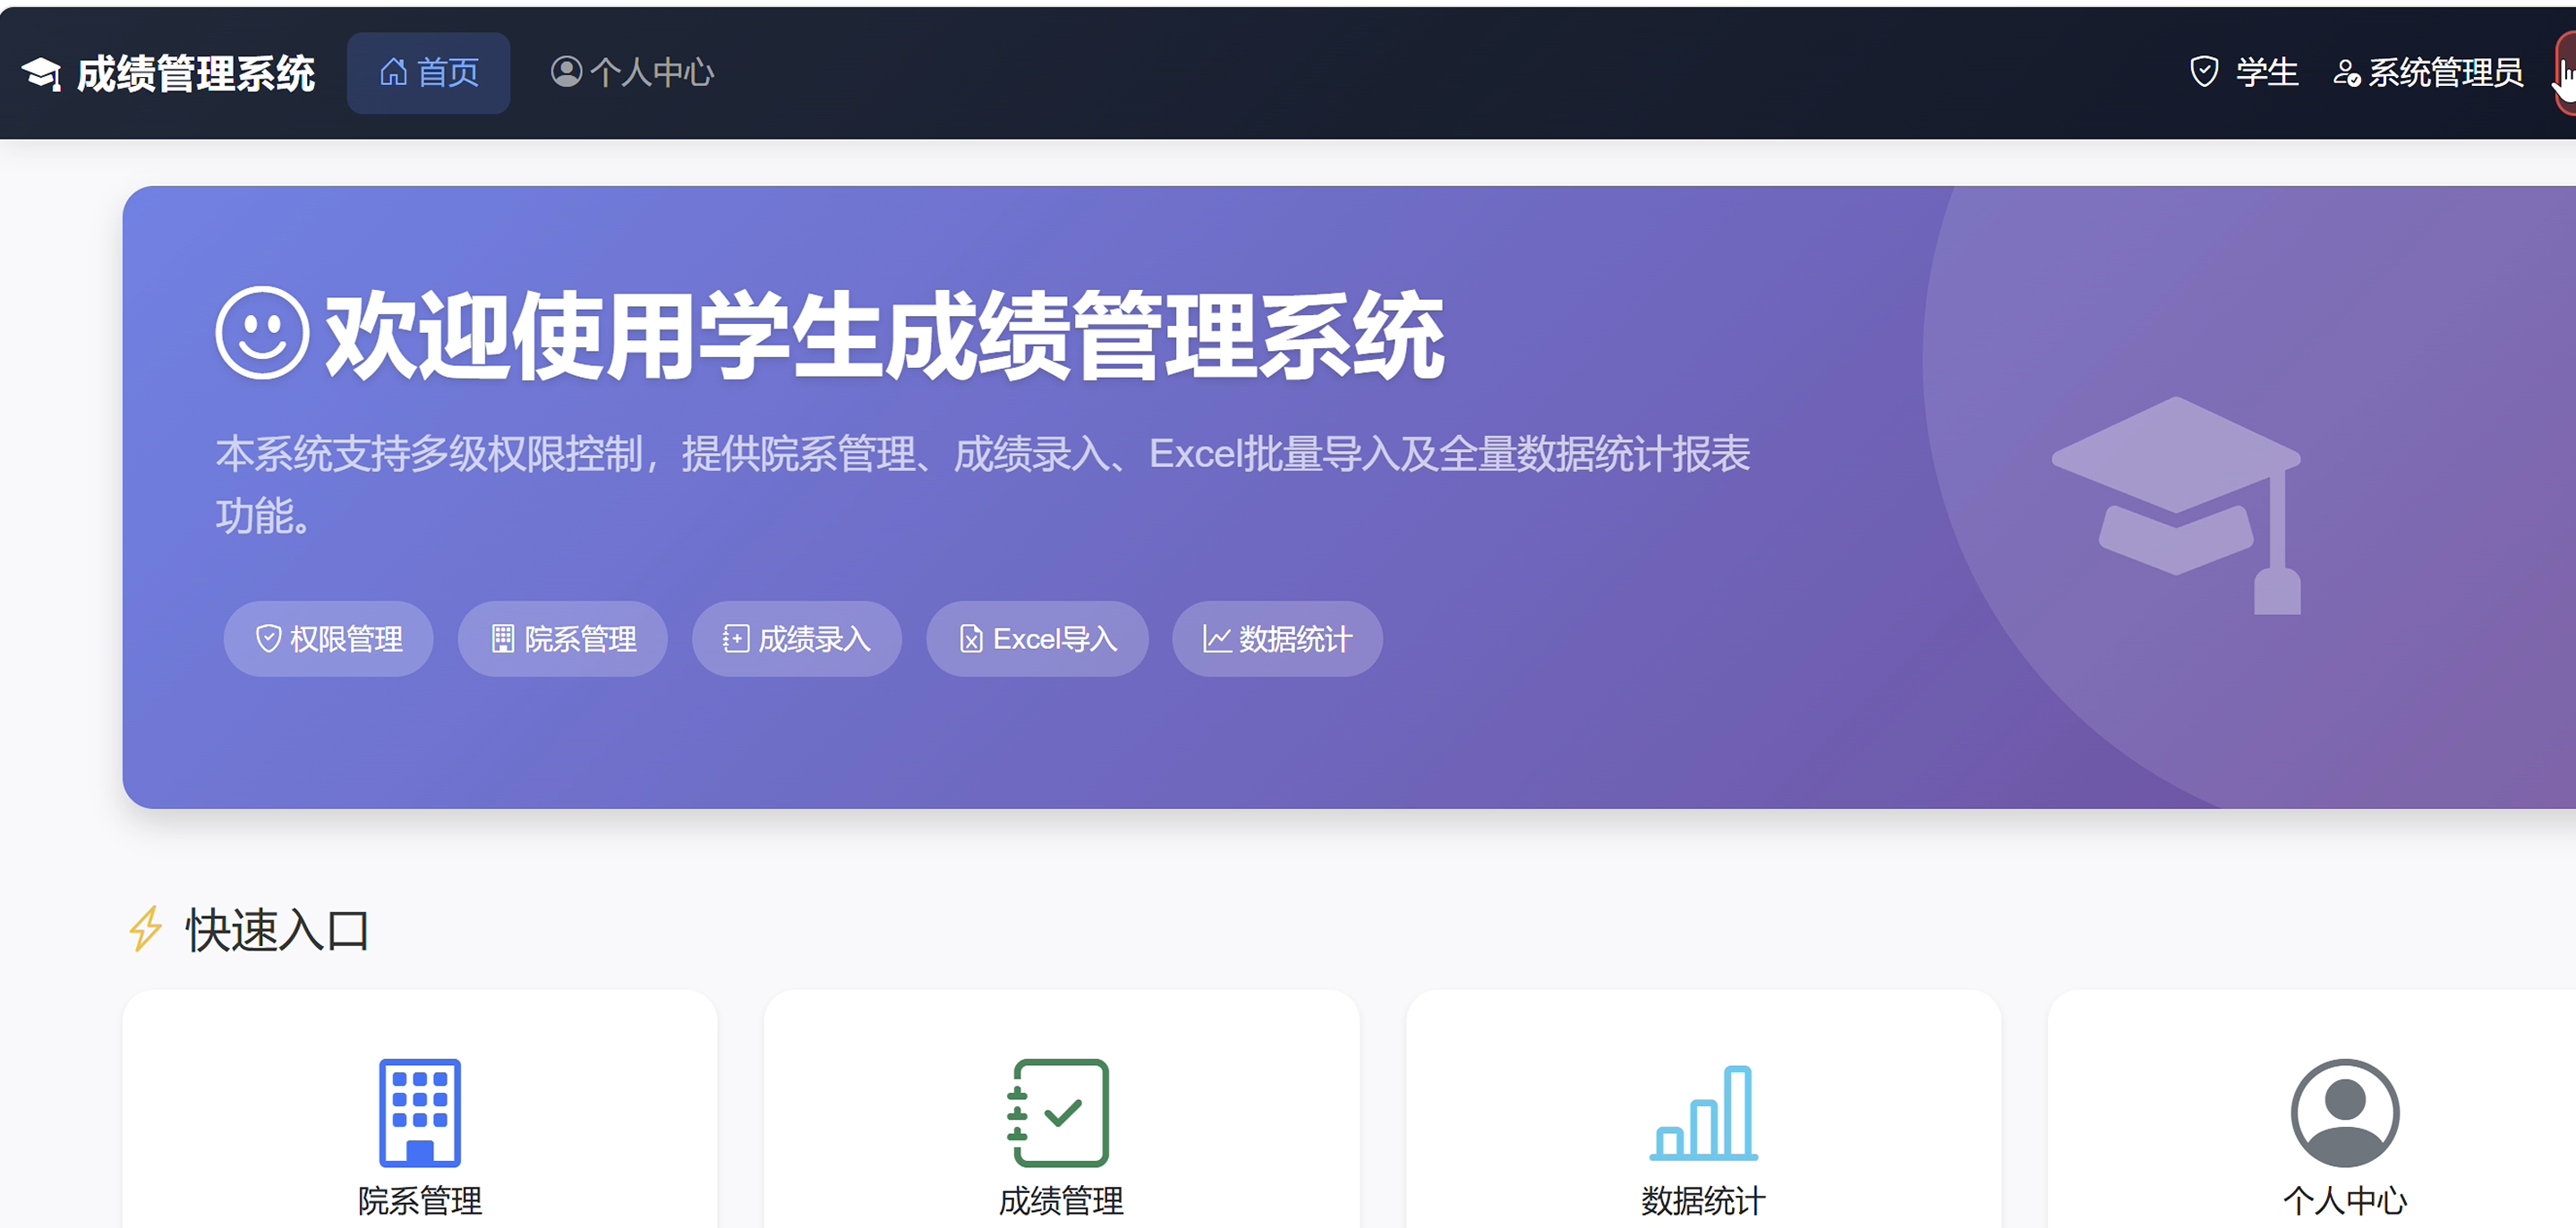 成绩管理系统 首页 个人中心 学生 系统管理员
欢迎使用学生成绩管理系统
本系统支持多级权限控制，提供院系管理、成绩录入、Excel批量导入及全量数据统计报表
功能。
权限管理 院系管理 成绩录入 Excel导入 数据统计
快速入口
院系管理 成绩管理 数据统计 个人中心